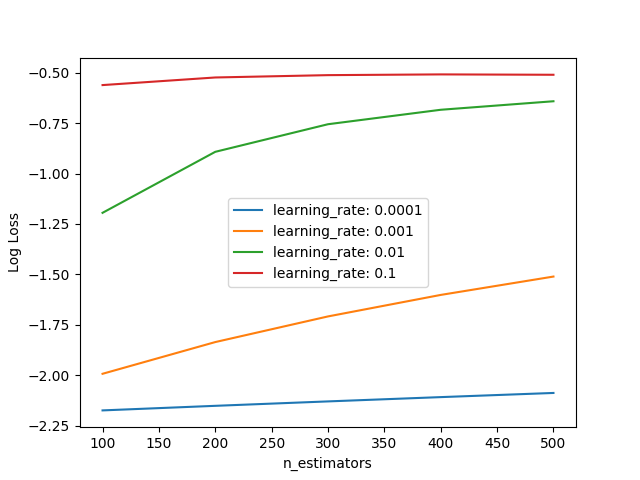 −0.50
−0.75
−1.00
−1.25
−1.50
−1.75
−2.00
−2.25
Log Loss
learning_rate: 0.0001
learning_rate: 0.001
learning_rate: 0.01
learning_rate: 0.1
100 150 200 250 300 350 400 450 500
n_estimators